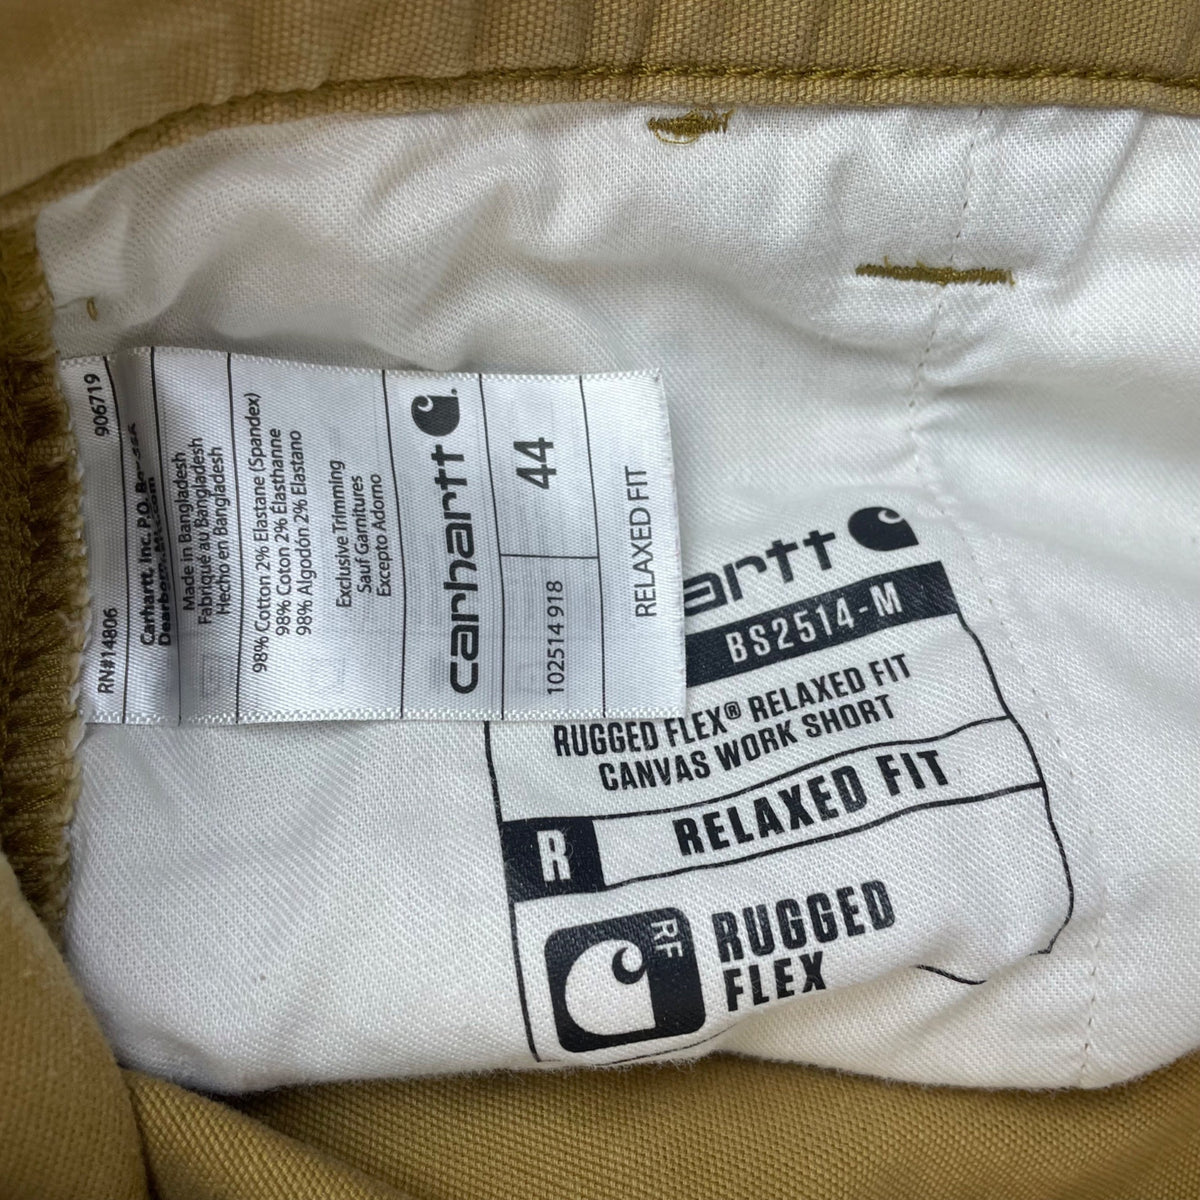 RN#14806 906719
Carhartt, Inc. P.O.
Made in Bangladesh
Fabriqué au Bangladesh
Hecho en Bangladesh
98% Cotton 2% Elastane (Spandex)
98% Coton 2% Élasthanne
98% Algodón 2% Elastano
Exclusive Trimming
Sauf Garnitures
Excepto Adorno
carhartt
102514 918 44
RELAXED FIT
artt
BS2514-M
RUGGED FLEX® RELAXED FIT
CANVAS WORK SHORT
R RELAXED FIT
RF
RUGGED
FLEX